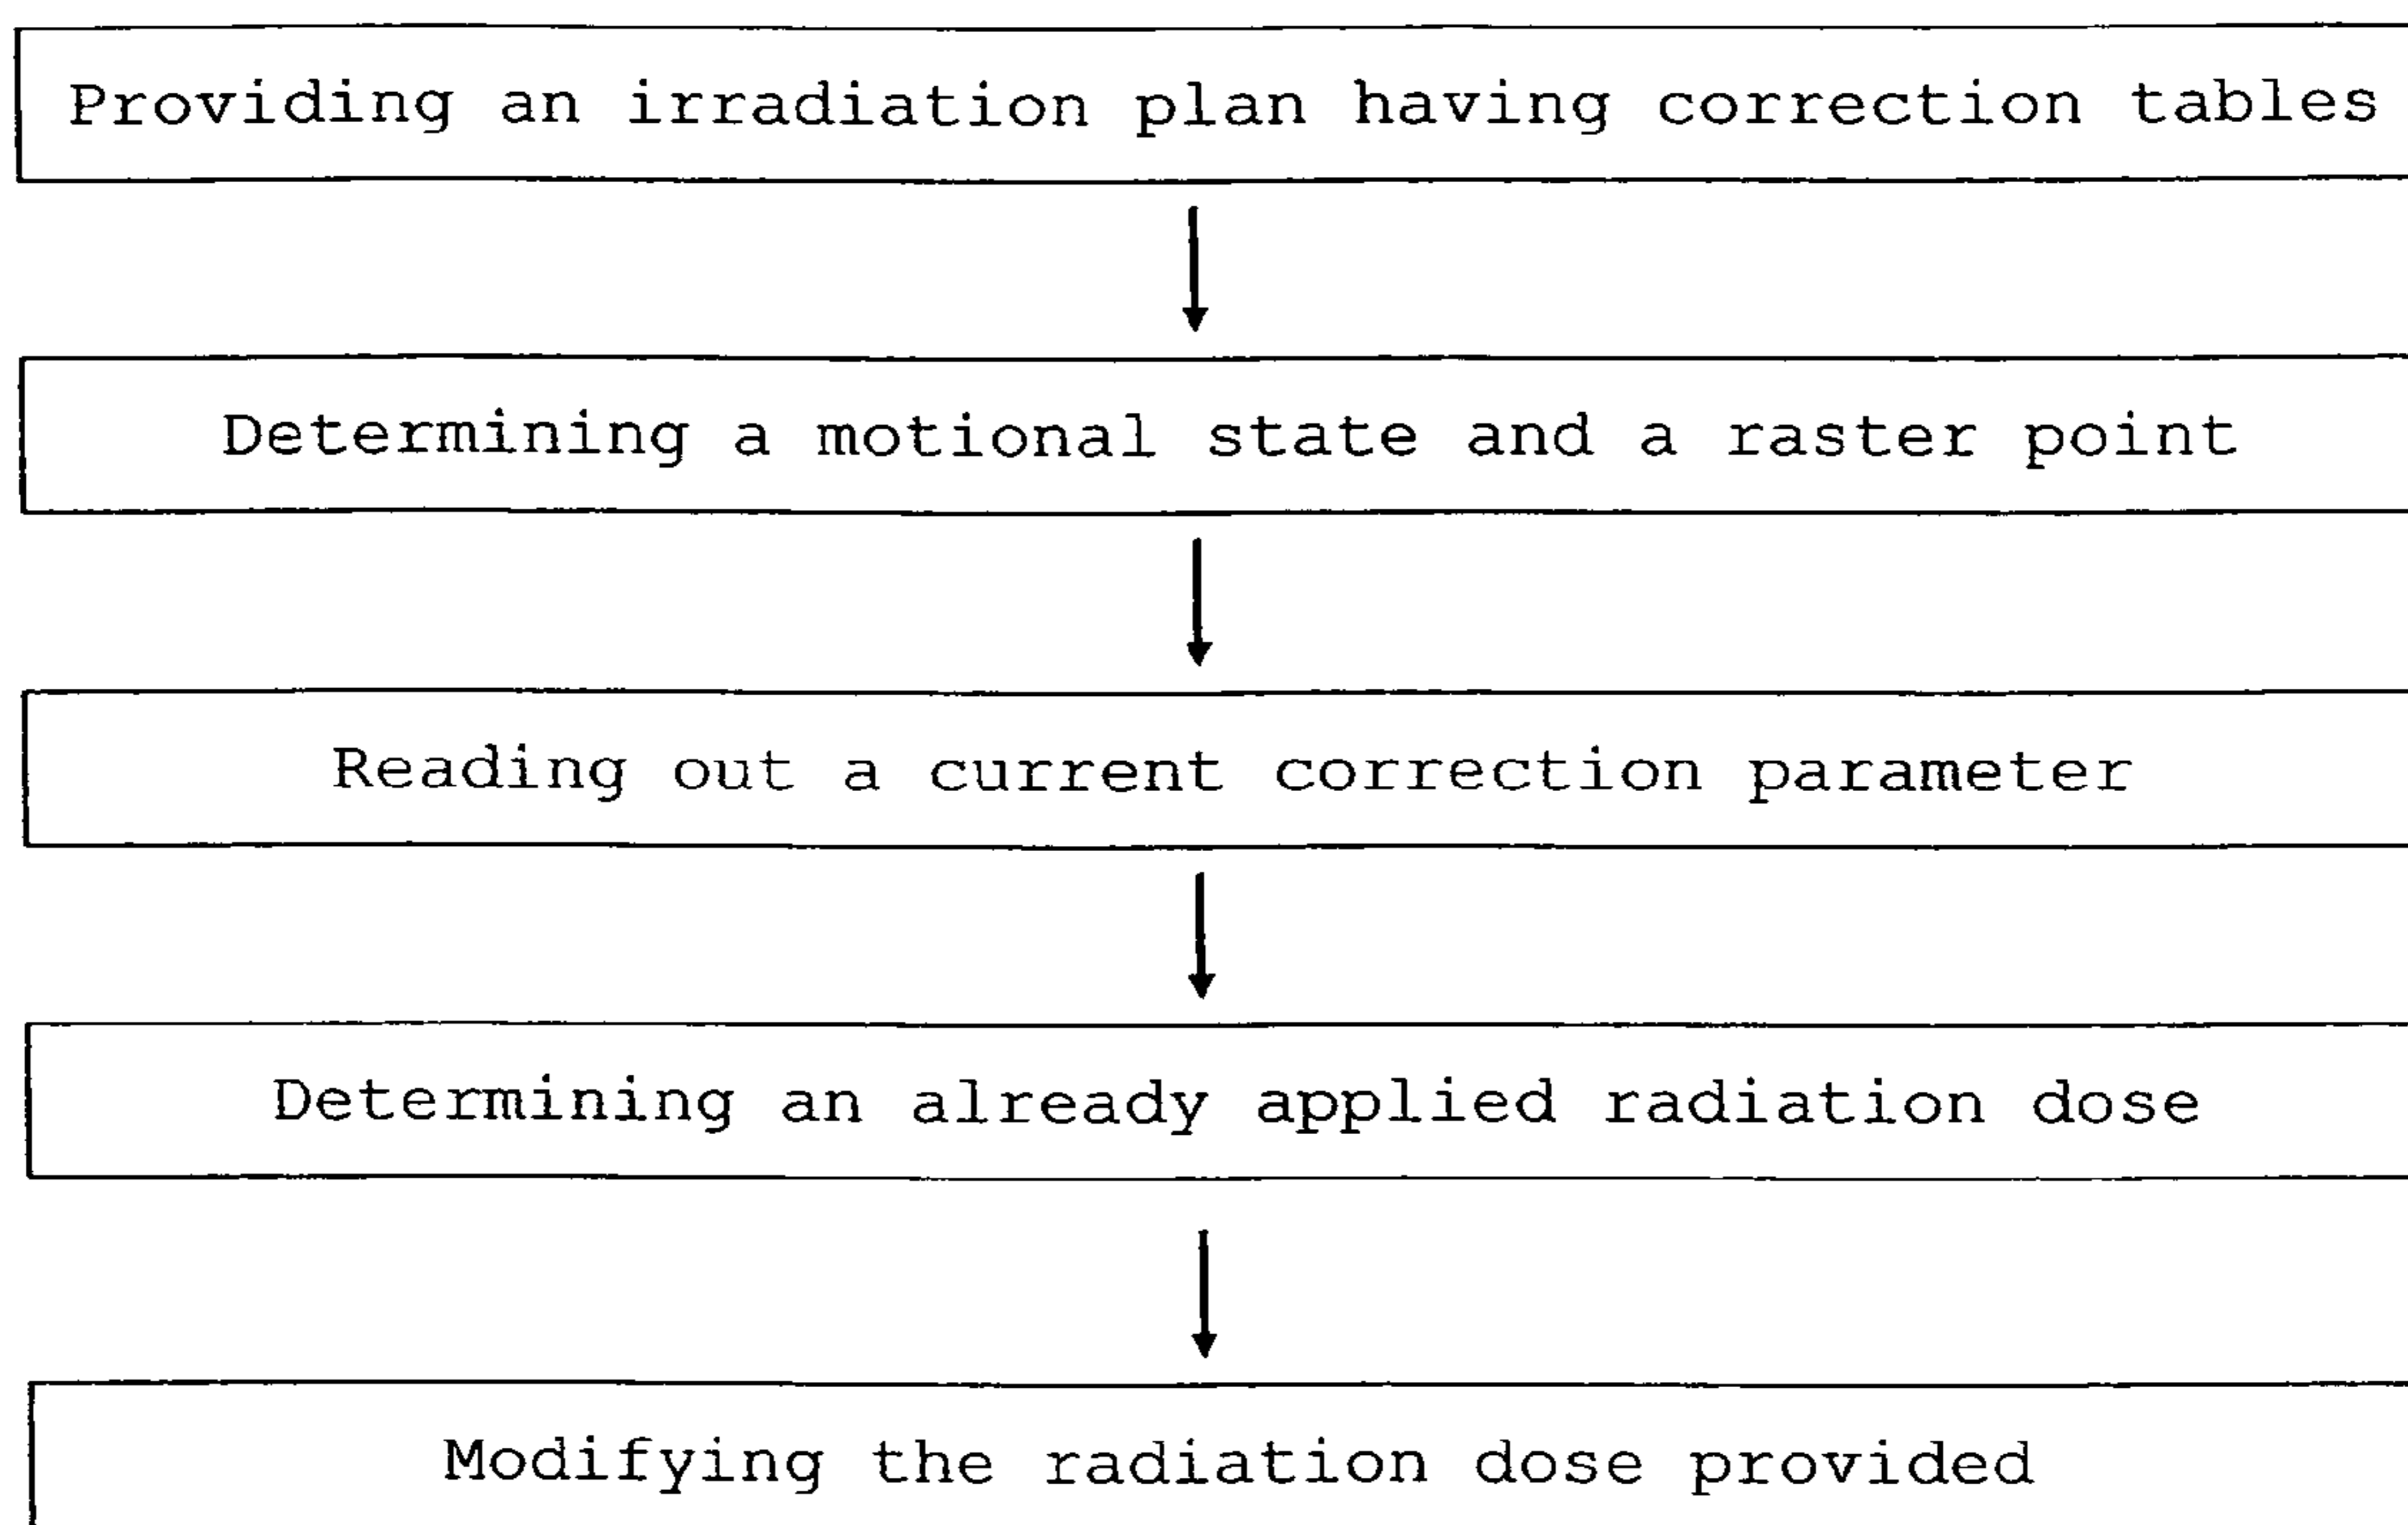 Providing an irradiation plan having correction tables
Determining a motional state and a raster point
Reading out a current correction parameter
Determining an already applied radiation dose
Modifying the radiation dose provided